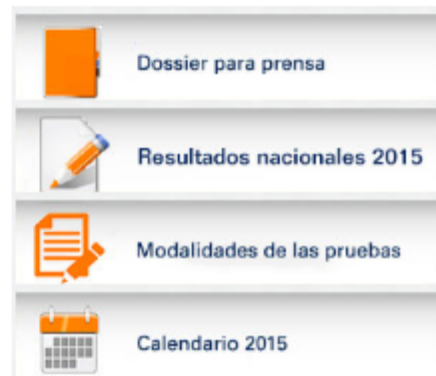 Dossier para prensa
Resultados nacionales 2015
Modalidades de las pruebas
Calendario 2015